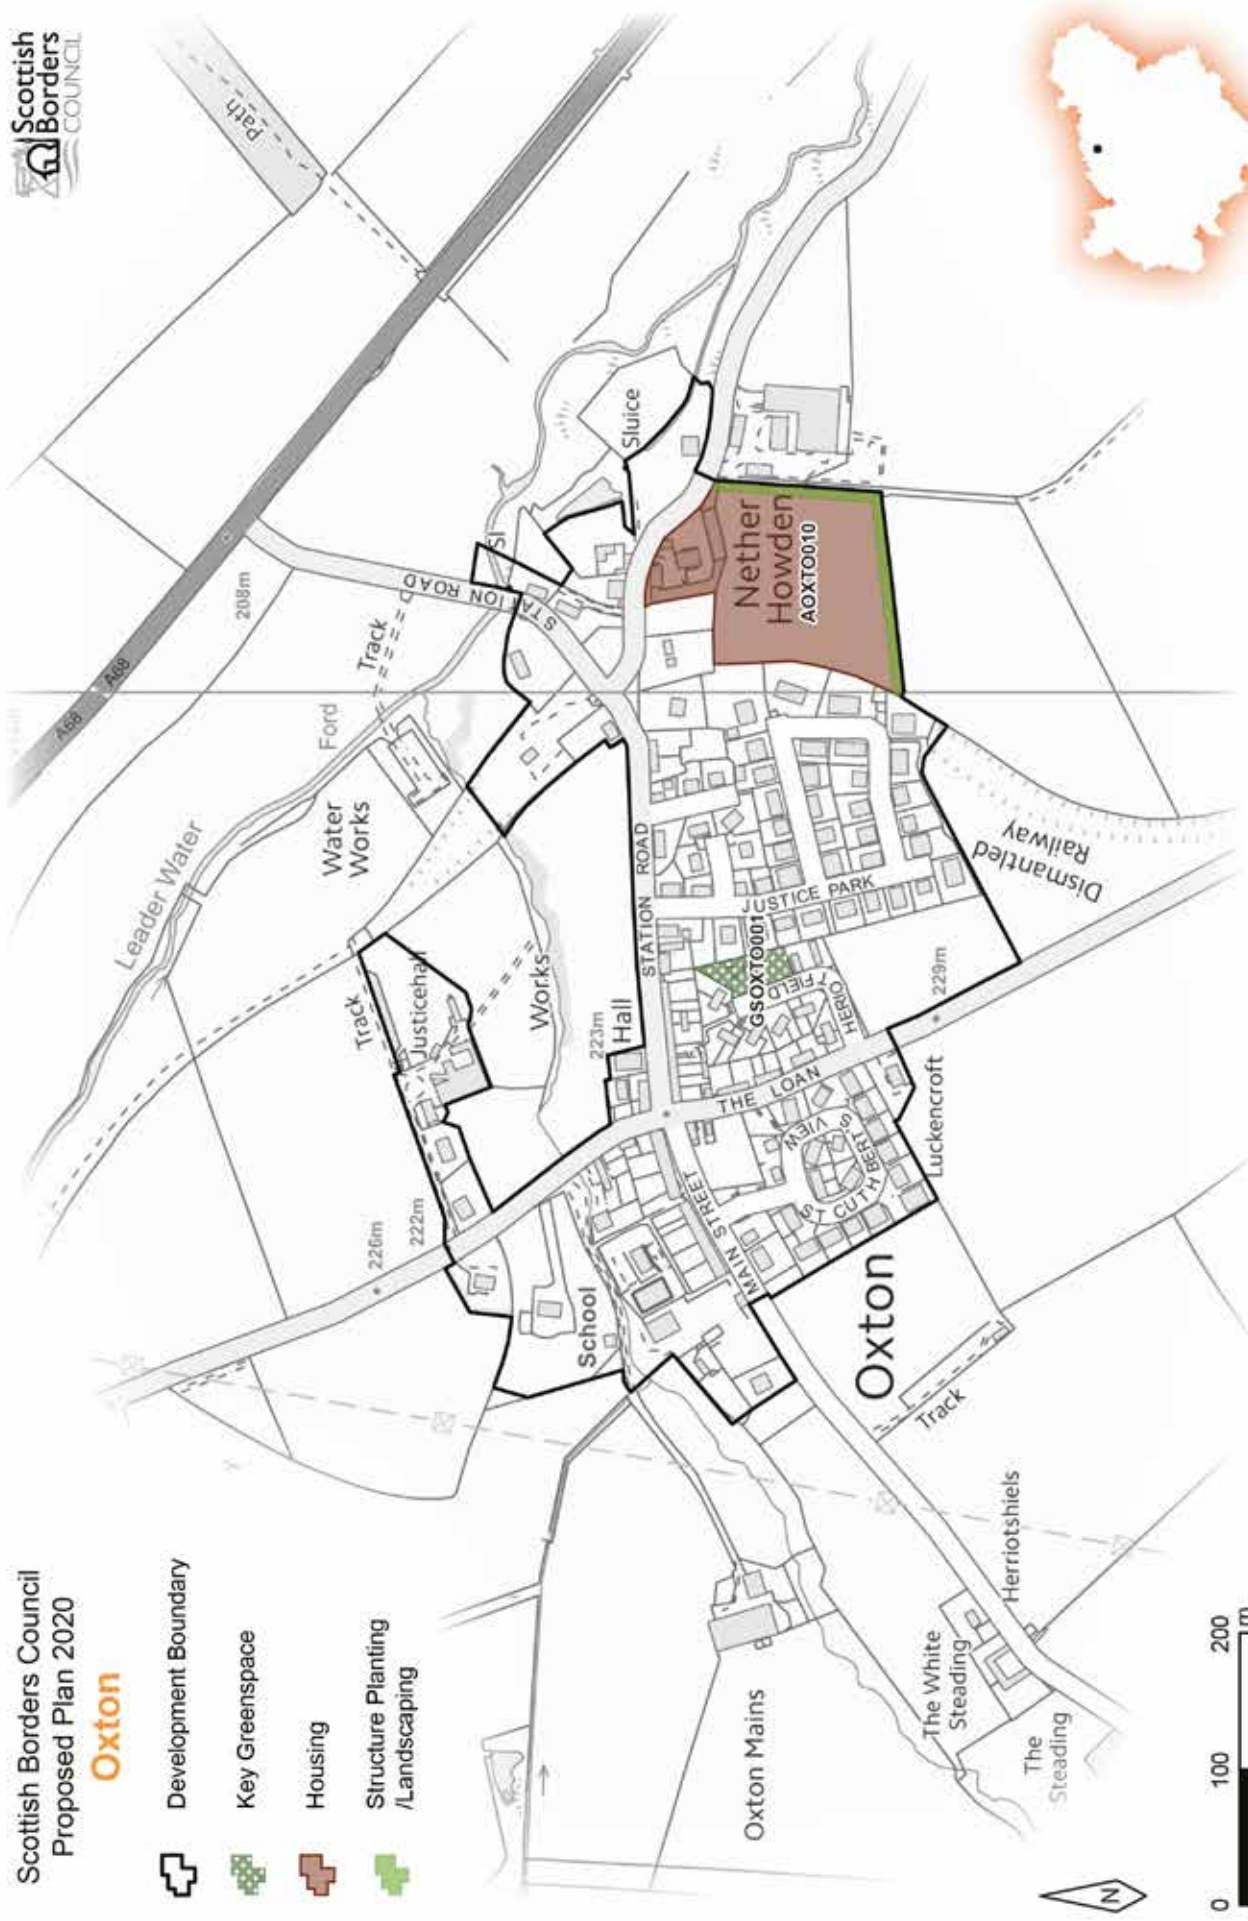 Scottish Borders Council
Proposed Plan 2020
Oxton
Development Boundary
Key Greenspace
Housing
Structure Planting
/Landscaping
Scottish
Borders
COUNCIL
Path
A68
A68
208m
STATION ROAD
Track
Ford
Leader Water
Water
Works
Sl
Sluice
Track
Justicehall
Works
226m
222m
223m
Hall
STATION ROAD
School
MAIN STREET
THE LOAN
ST CUTHBERT'S VIEW
HERIOTFIELD
GSOXTO001
JUSTICE PARK
Nether
Howden
AOXTO010
Dismantled
Railway
229m
Luckencroft
Oxton
Track
Herriotshiels
The White
Steading
The
Steading
Oxton Mains
N
0
100
200
m